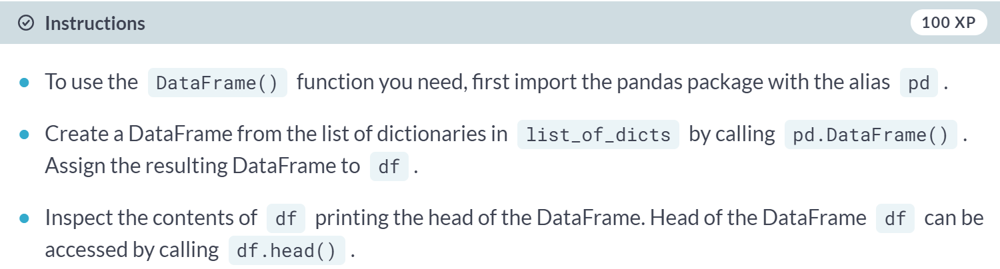 Instructions 100 XP
To use the DataFrame() function you need, first import the pandas package with the alias pd .
Create a DataFrame from the list of dictionaries in list_of_dicts by calling pd.DataFrame() .
Assign the resulting DataFrame to df .
Inspect the contents of df printing the head of the DataFrame. Head of the DataFrame df can be
accessed by calling df.head() .